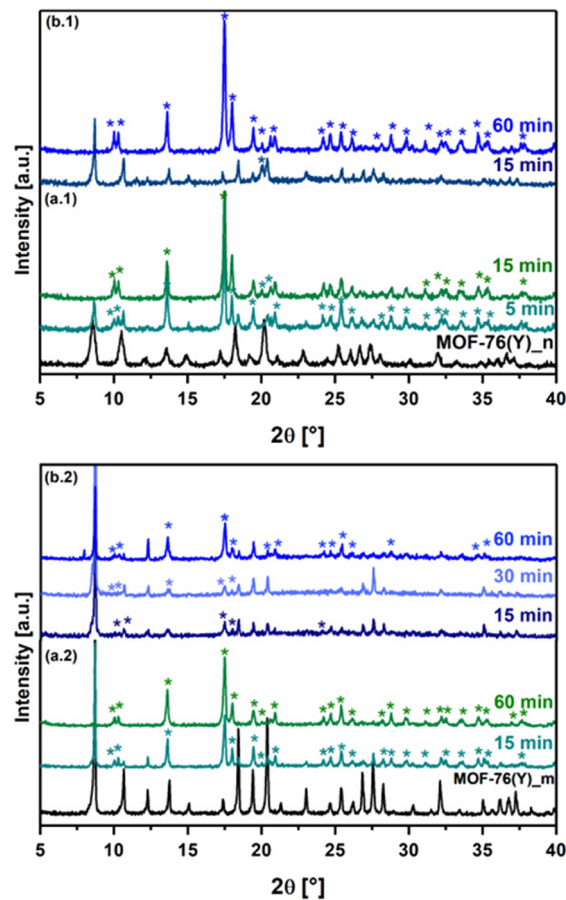 (b.1)
60 min
15 min
(a.1)
15 min
5 min
MOF-76(Y)_n
Intensity [a.u.]
5 10 15 20 25 30 35 40
2θ [°]
(b.2)
60 min
30 min
15 min
(a.2)
60 min
15 min
MOF-76(Y)_m
Intensity [a.u.]
5 10 15 20 25 30 35 40
2θ [°]